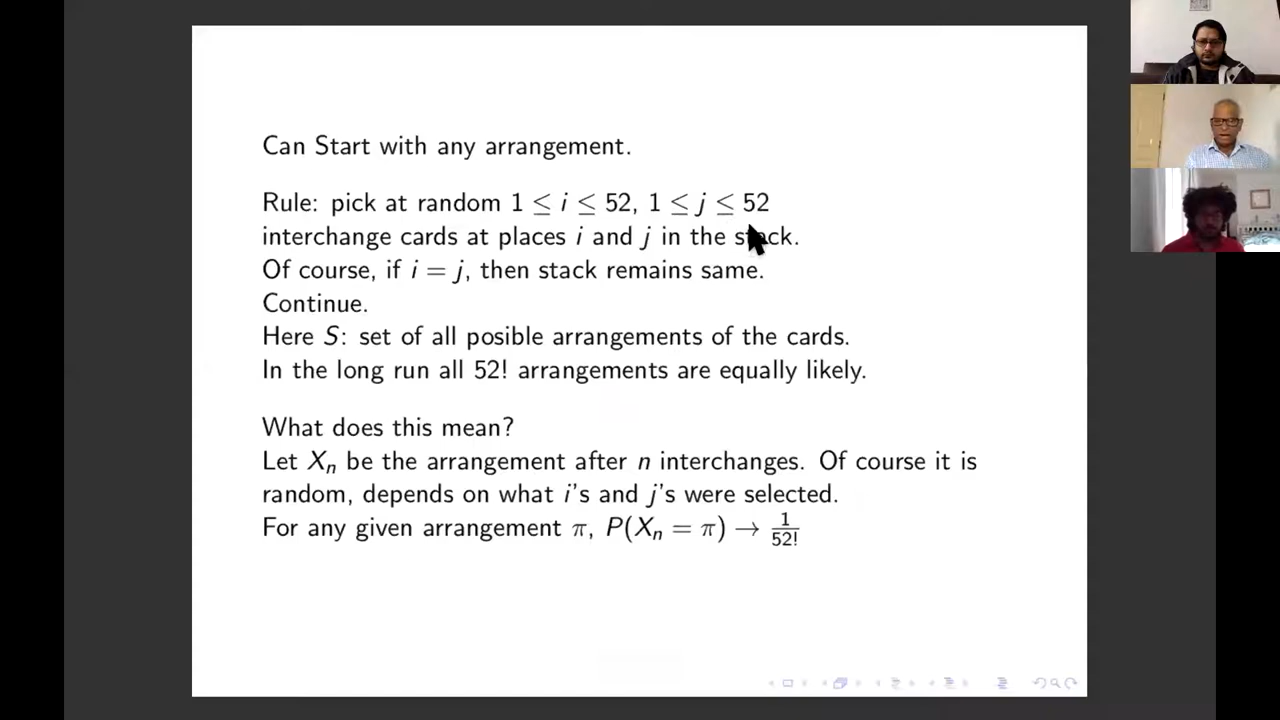 Can Start with any arrangement.
Rule: pick at random 1 ≤ i ≤ 52, 1 ≤ j ≤ 52
interchange cards at places i and j in the stack.
Of course, if i = j, then stack remains same.
Continue.
Here S: set of all posible arrangements of the cards.
In the long run all 52! arrangements are equally likely.
What does this mean?
Let Xₙ be the arrangement after n interchanges. Of course it is
random, depends on what i's and j's were selected.
For any given arrangement π, P(Xₙ = π) → 1/52!